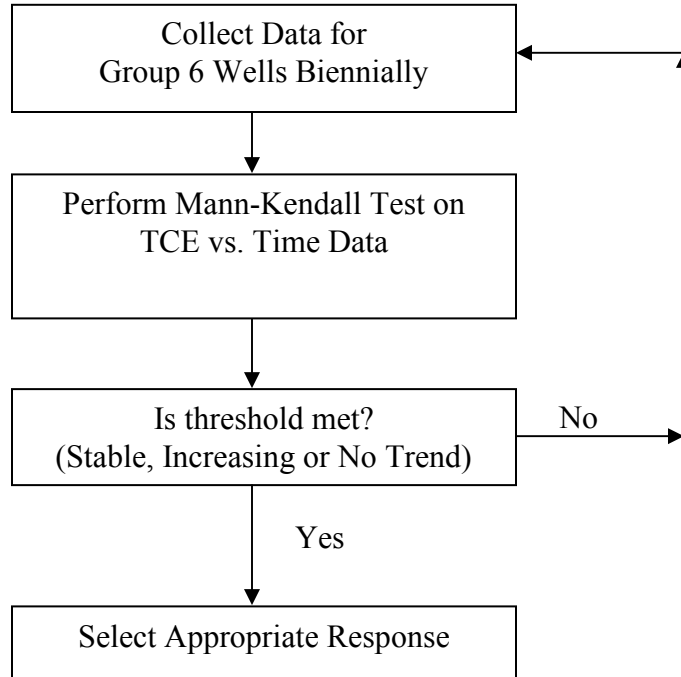 Collect Data for
Group 6 Wells Biennially
Perform Mann-Kendall Test on
TCE vs. Time Data
Is threshold met?
(Stable, Increasing or No Trend)
No
Yes
Select Appropriate Response